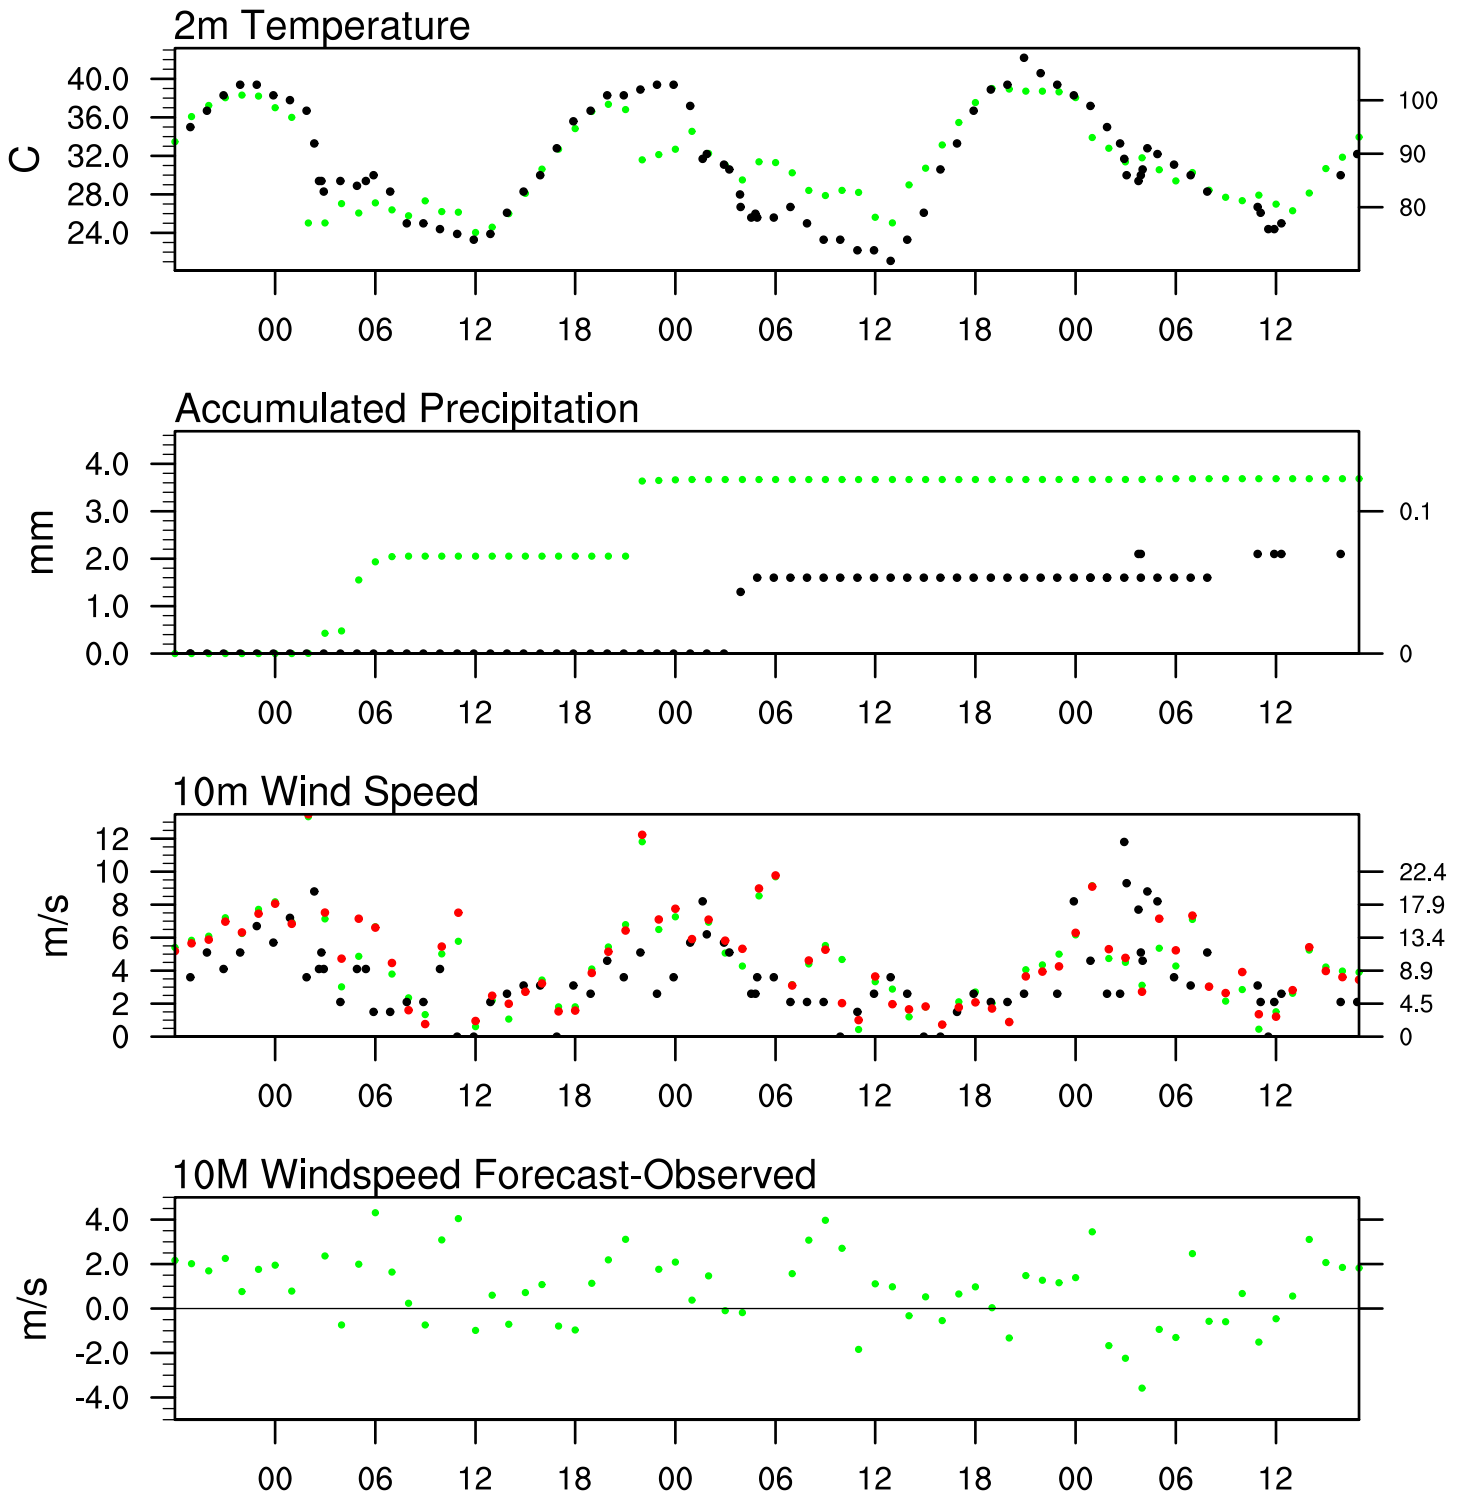 2m Temperature
C
40.0
36.0
32.0
28.0
24.0
100
90
80
00 06 12 18 00 06 12 18 00 06 12
Accumulated Precipitation
mm
4.0
3.0
2.0
1.0
0.0
0.1
0
00 06 12 18 00 06 12 18 00 06 12
10m Wind Speed
m/s
12
10
8
6
4
2
0
22.4
17.9
13.4
8.9
4.5
0
00 06 12 18 00 06 12 18 00 06 12
10M Windspeed Forecast-Observed
m/s
4.0
2.0
0.0
-2.0
-4.0
00 06 12 18 00 06 12 18 00 06 12